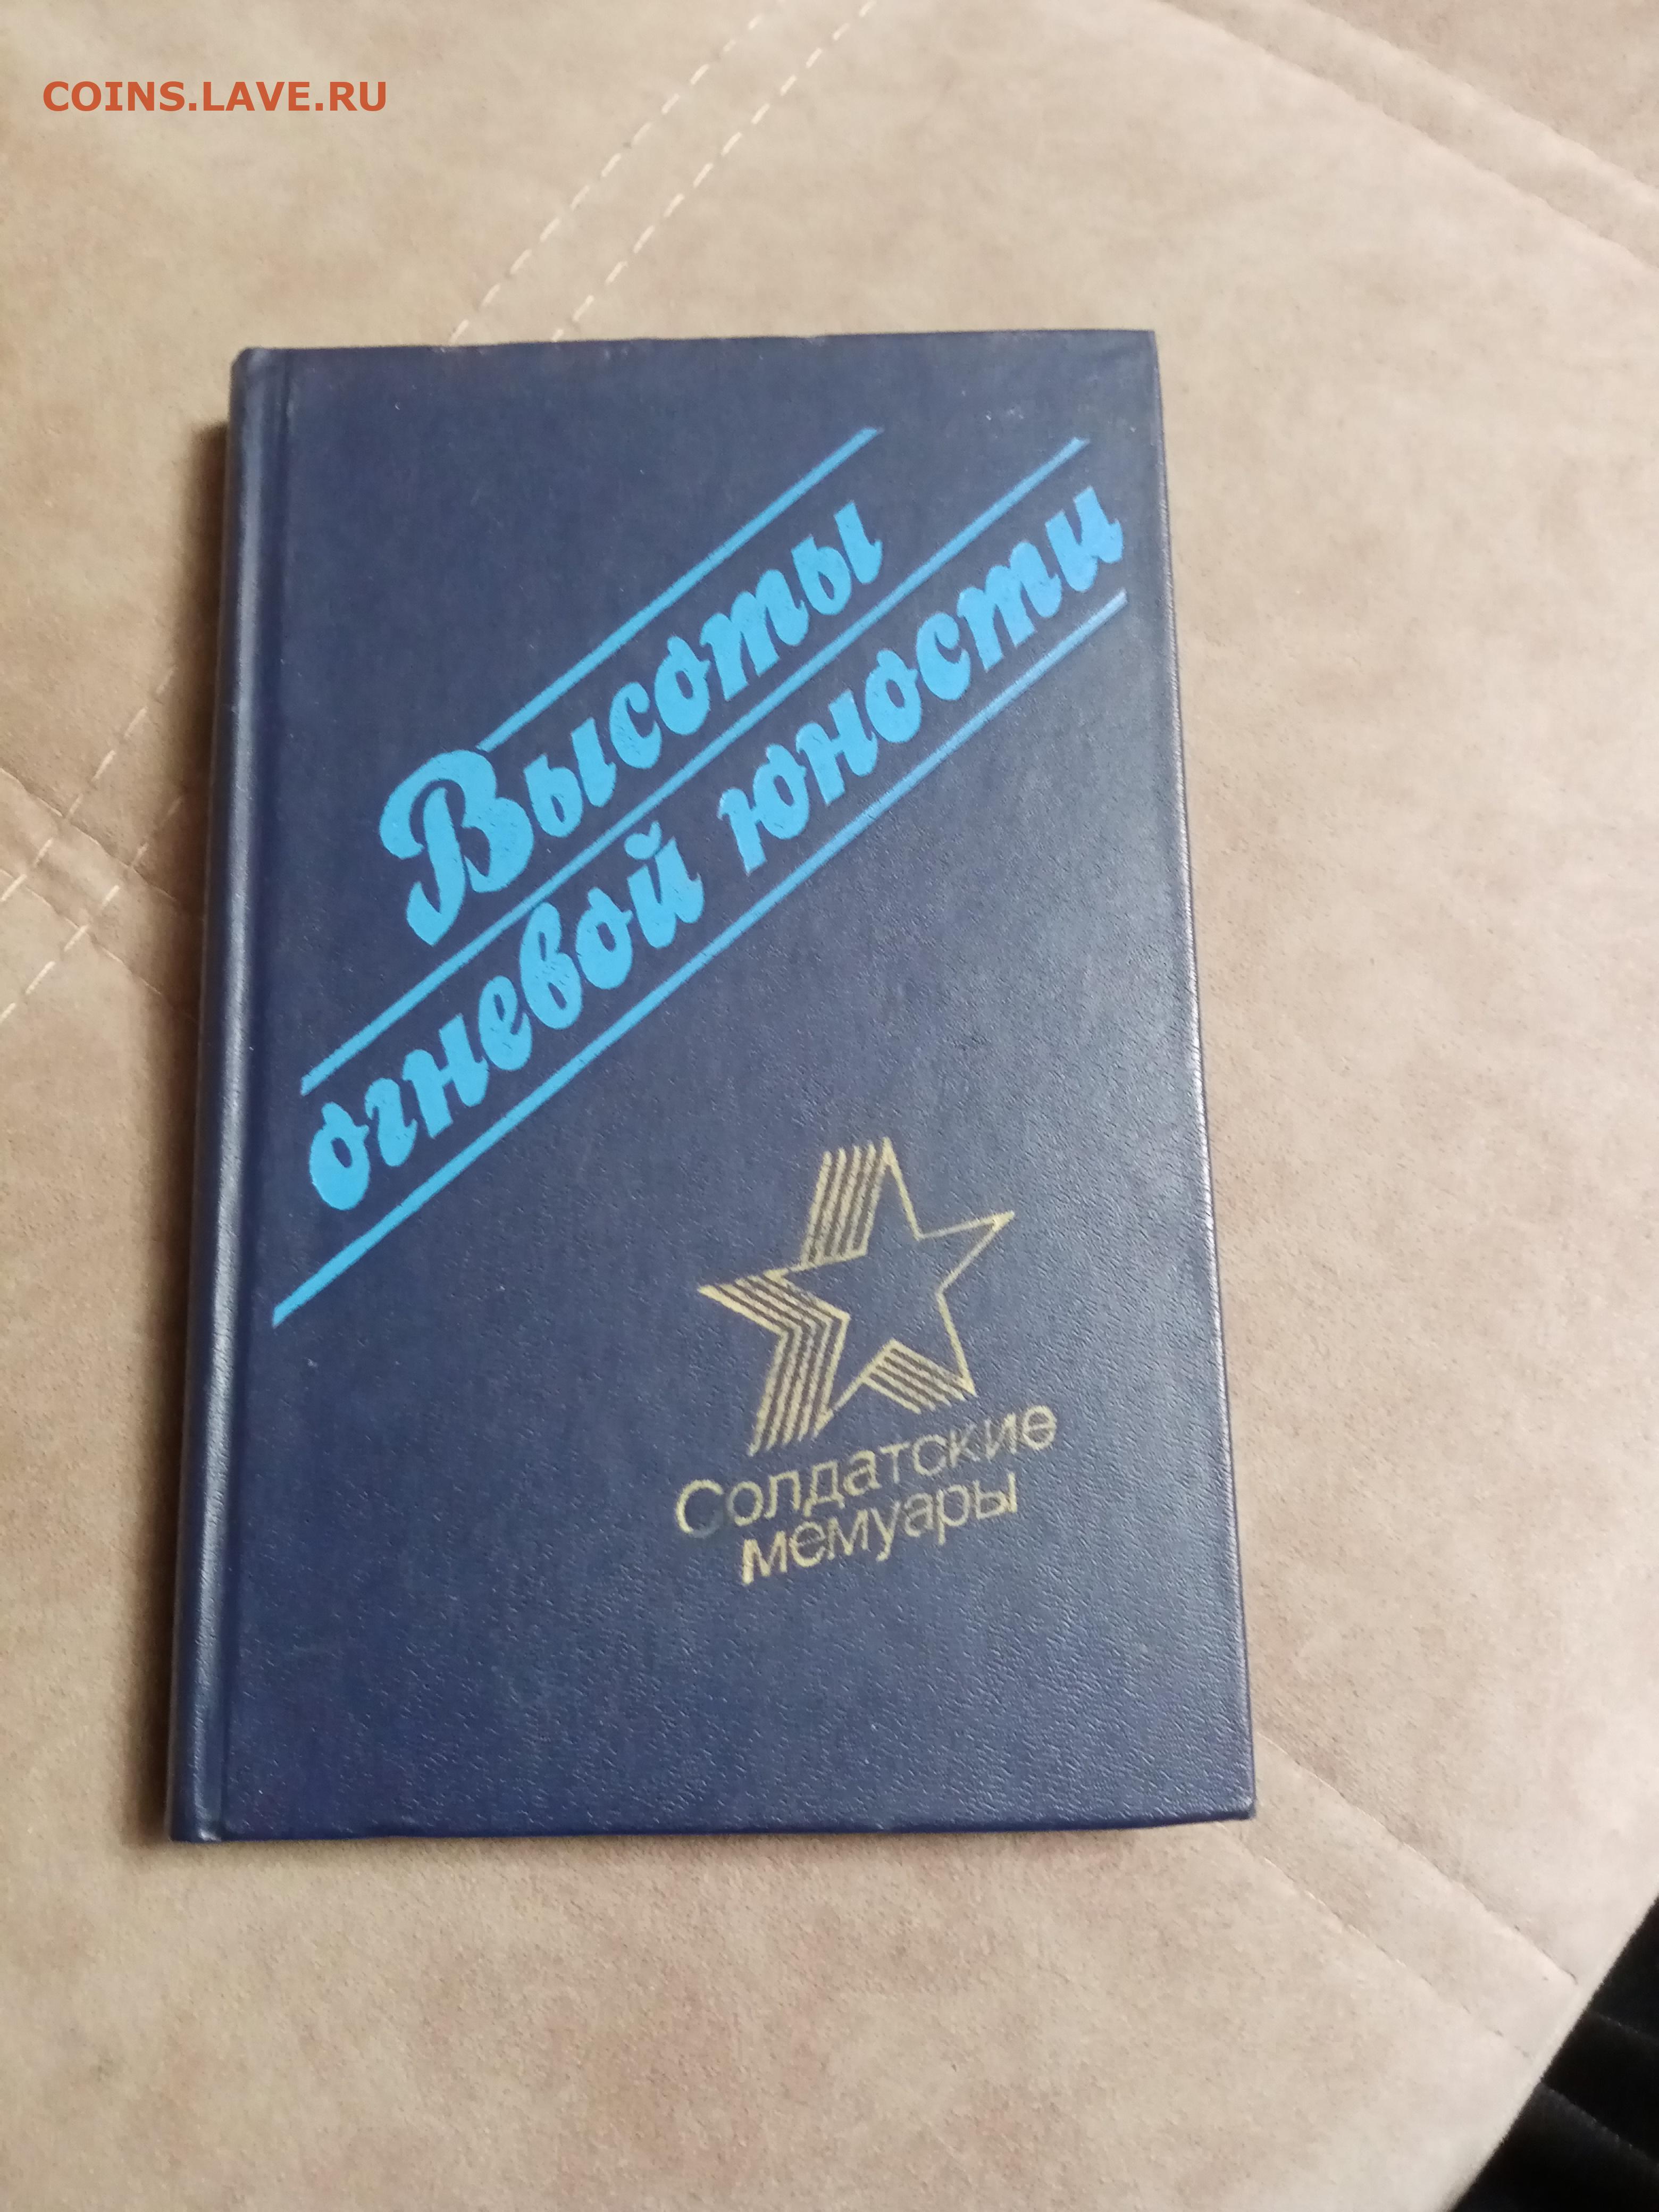 COINS.LAVE.RU
Высоты
огневой юности
Солдатские
мемуары